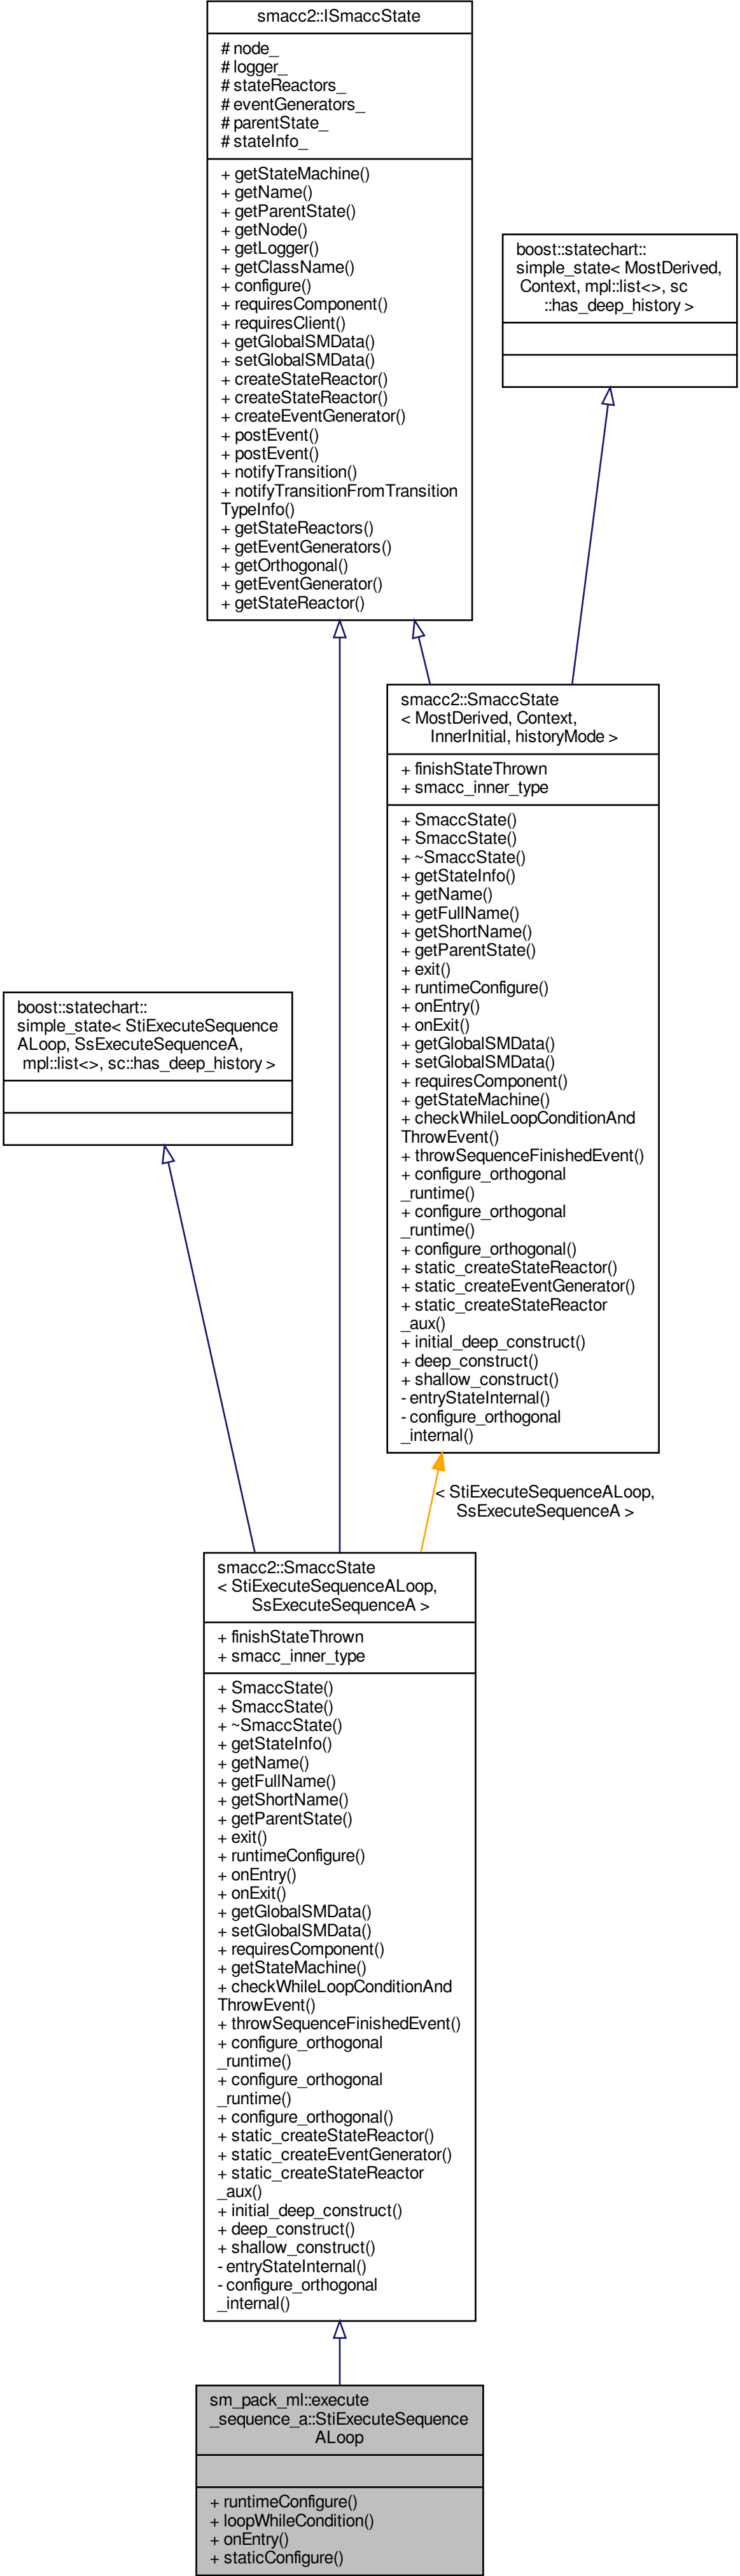 smacc2::ISmaccState
# node_
# logger_
# stateReactors_
# eventGenerators_
# parentState_
# stateInfo_
+ getStateMachine()
+ getName()
+ getParentState()
+ getNode()
+ getLogger()
+ getClassName()
+ configure()
+ requiresComponent()
+ requiresClient()
+ getGlobalSMData()
+ setGlobalSMData()
+ createStateReactor()
+ createStateReactor()
+ createEventGenerator()
+ postEvent()
+ postEvent()
+ notifyTransition()
+ notifyTransitionFromTransition
TypeInfo()
+ getStateReactors()
+ getEventGenerators()
+ getOrthogonal()
+ getEventGenerator()
+ getStateReactor()
boost::statechart::
simple_state< MostDerived,
Context, mpl::list<>, sc
::has_deep_history >
smacc2::SmaccState
< MostDerived, Context,
InnerInitial, historyMode >
+ finishStateThrown
+ smacc_inner_type
+ SmaccState()
+ SmaccState()
+ ~SmaccState()
+ getStateInfo()
+ getName()
+ getFullName()
+ getShortName()
+ getParentState()
+ exit()
+ runtimeConfigure()
+ onEntry()
+ onExit()
+ getGlobalSMData()
+ setGlobalSMData()
+ requiresComponent()
+ getStateMachine()
+ checkWhileLoopConditionAnd
ThrowEvent()
+ throwSequenceFinishedEvent()
+ configure_orthogonal
_runtime()
+ configure_orthogonal
_runtime()
+ configure_orthogonal()
+ static_createStateReactor()
+ static_createEventGenerator()
+ static_createStateReactor
_aux()
+ initial_deep_construct()
+ deep_construct()
+ shallow_construct()
- entryStateInternal()
- configure_orthogonal
_internal()
boost::statechart::
simple_state< StiExecuteSequence
ALoop, SsExecuteSequenceA,
mpl::list<>, sc::has_deep_history >
< StiExecuteSequenceALoop,
SsExecuteSequenceA >
smacc2::SmaccState
< StiExecuteSequenceALoop,
SsExecuteSequenceA >
+ finishStateThrown
+ smacc_inner_type
+ SmaccState()
+ SmaccState()
+ ~SmaccState()
+ getStateInfo()
+ getName()
+ getFullName()
+ getShortName()
+ getParentState()
+ exit()
+ runtimeConfigure()
+ onEntry()
+ onExit()
+ getGlobalSMData()
+ setGlobalSMData()
+ requiresComponent()
+ getStateMachine()
+ checkWhileLoopConditionAnd
ThrowEvent()
+ throwSequenceFinishedEvent()
+ configure_orthogonal
_runtime()
+ configure_orthogonal
_runtime()
+ configure_orthogonal()
+ static_createStateReactor()
+ static_createEventGenerator()
+ static_createStateReactor
_aux()
+ initial_deep_construct()
+ deep_construct()
+ shallow_construct()
- entryStateInternal()
- configure_orthogonal
_internal()
sm_pack_ml::execute
_sequence_a::StiExecuteSequence
ALoop
+ runtimeConfigure()
+ loopWhileCondition()
+ onEntry()
+ staticConfigure()